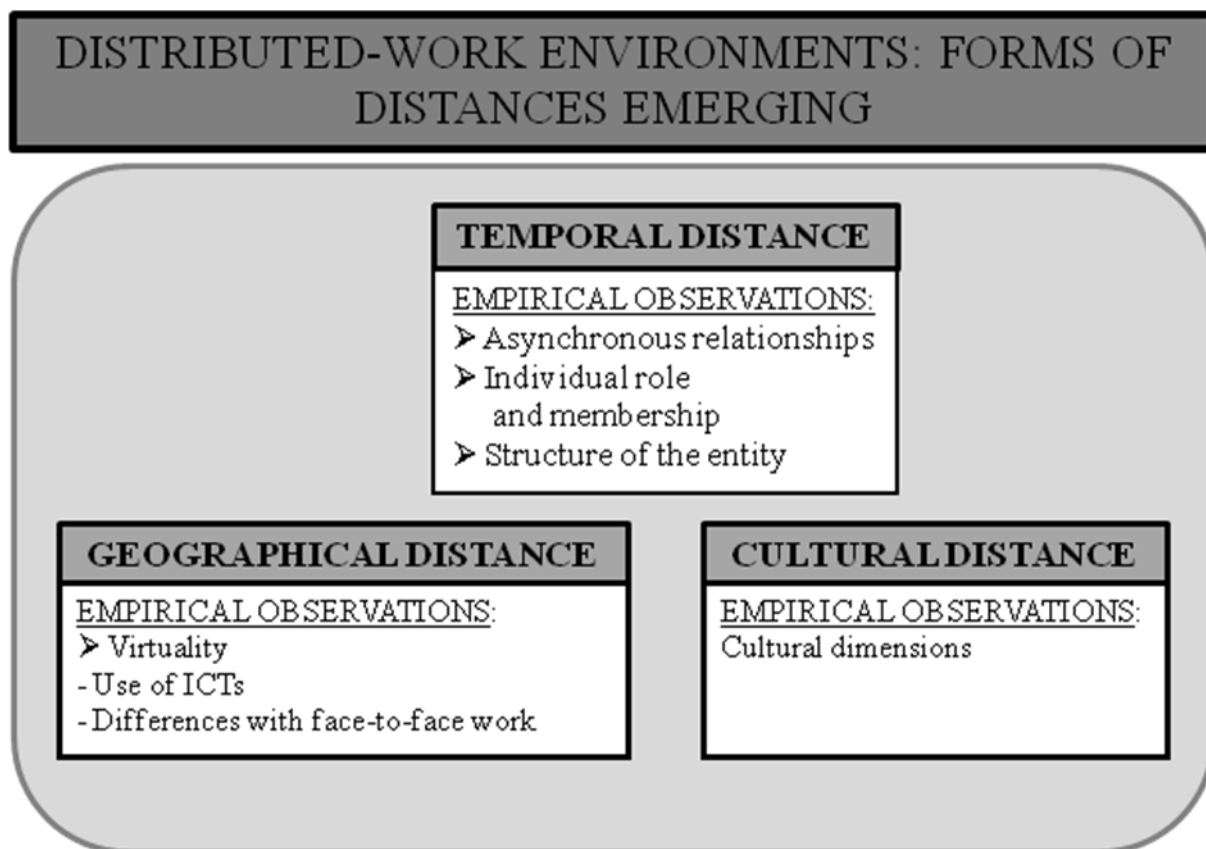 DISTRIBUTED-WORK ENVIRONMENTS: FORMS OF
DISTANCES EMERGING
TEMPORAL DISTANCE
EMPIRICAL OBSERVATIONS:
➢ Asynchronous relationships
➢ Individual role
and membership
➢ Structure of the entity
GEOGRAPHICAL DISTANCE
EMPIRICAL OBSERVATIONS:
➢ Virtuality
- Use of ICTs
- Differences with face-to-face work
CULTURAL DISTANCE
EMPIRICAL OBSERVATIONS:
Cultural dimensions